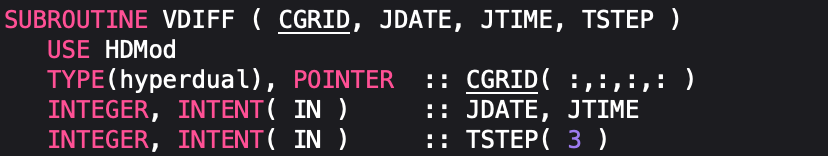 SUBROUTINE VDIFF ( CGRID, JDATE, JTIME, TSTEP )
USE HDMod
TYPE(hyperdual), POINTER :: CGRID( :,:,:,: )
INTEGER, INTENT( IN ) :: JDATE, JTIME
INTEGER, INTENT( IN ) :: TSTEP( 3 )